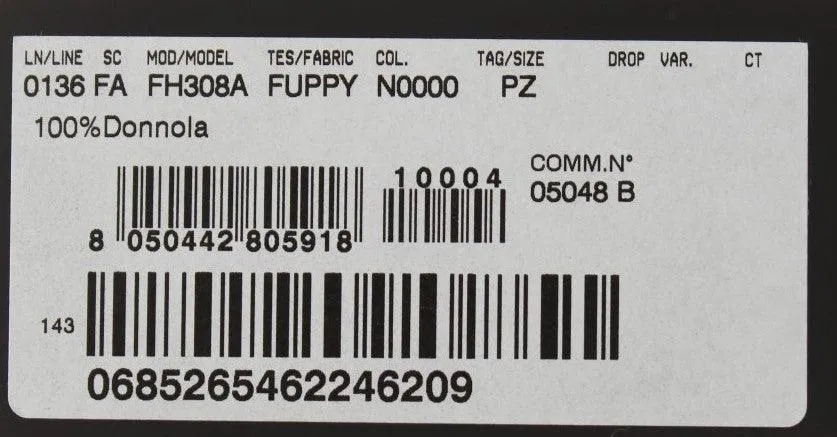 LN/LINE SC MOD/MODEL TES/FABRIC COL. TAG/SIZE DROP VAR. CT
0136 FA FH308A FUPPY N0000 PZ
100%Donnola
COMM.N°
05048 B
10004
8 050442 805918
143
0685265462246209